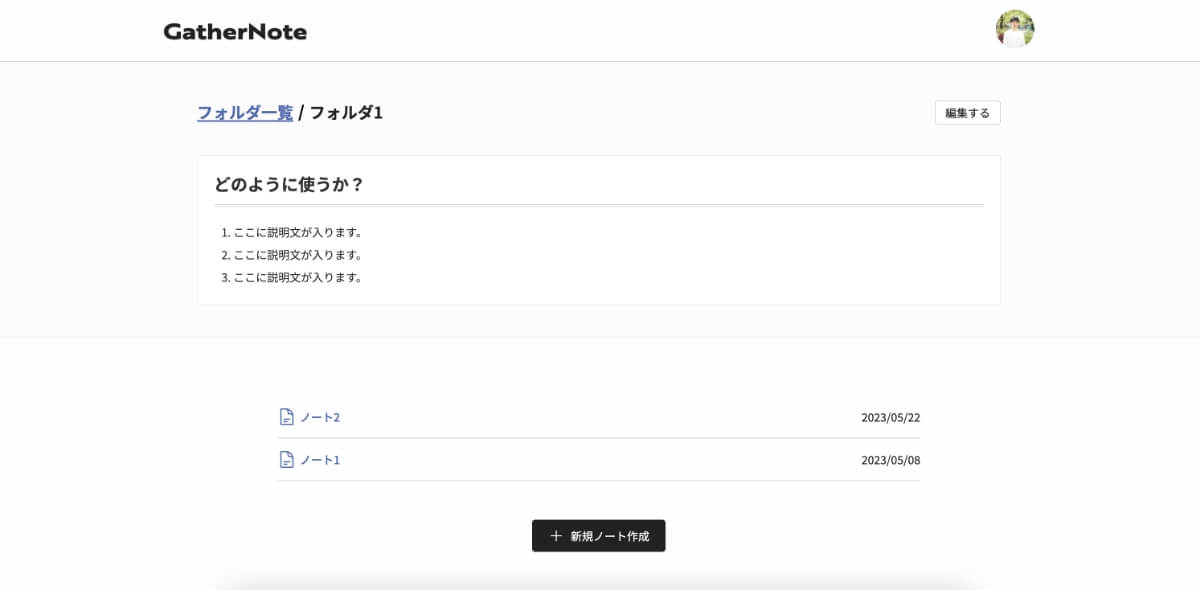 GatherNote
フォルダ一覧 / フォルダ1
編集する
どのように使うか？
1. ここに説明文が入ります。
2. ここに説明文が入ります。
3. ここに説明文が入ります。
ノート2 2023/05/22
ノート1 2023/05/08
＋ 新規ノート作成